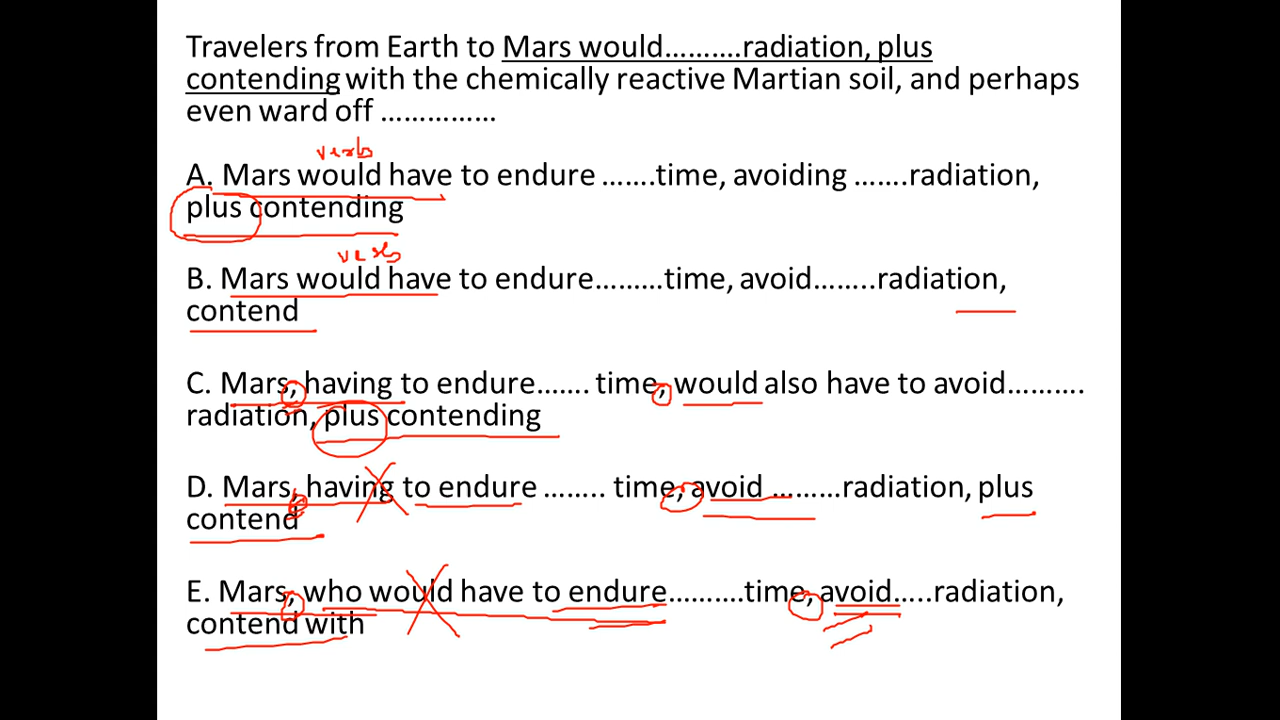 Travelers from Earth to Mars would……….radiation, plus
contending with the chemically reactive Martian soil, and perhaps
even ward off ……………
verb
A. Mars would have to endure …….time, avoiding …….radiation,
plus contending
verb
B. Mars would have to endure………time, avoid……..radiation,
contend
C. Mars, having to endure……. time, would also have to avoid……….
radiation, plus contending
D. Mars, having to endure …….. time, avoid ………radiation, plus
contend
E. Mars, who would have to endure……….time, avoid…..radiation,
contend with